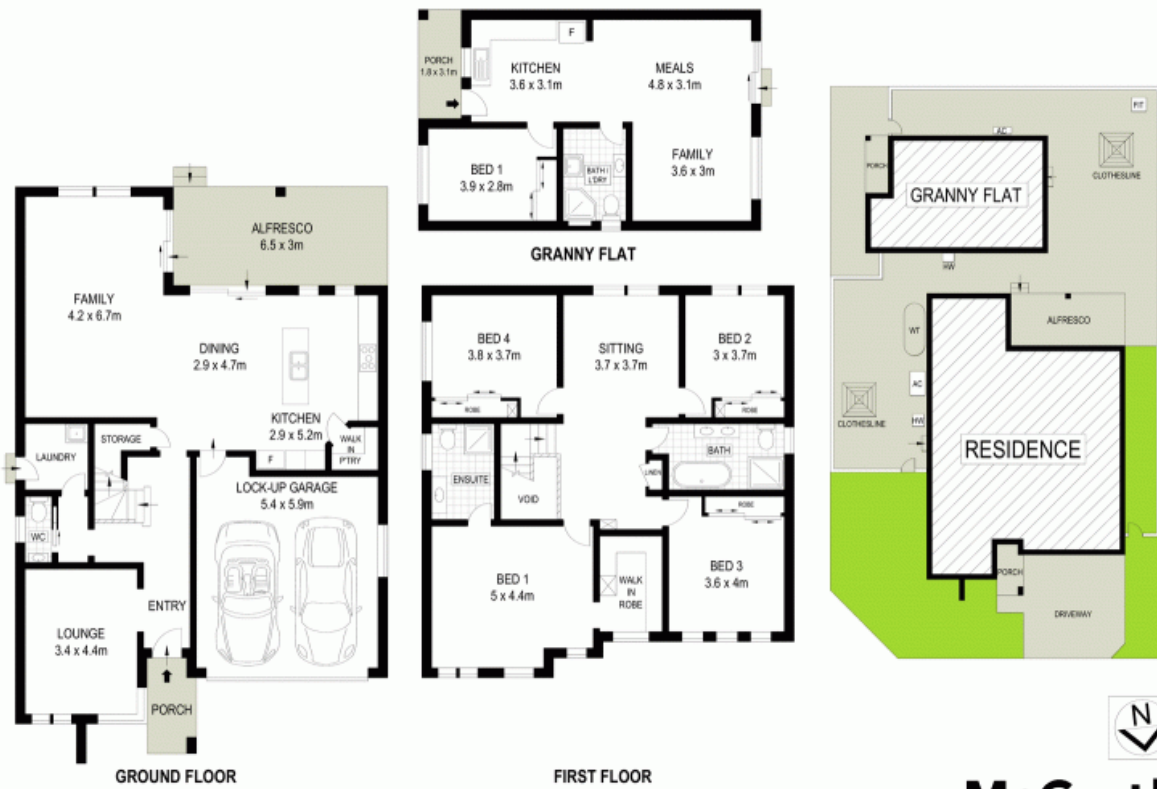 PORCH
1.8 x 3.1m
KITCHEN
3.6 x 3.1m
F
MEALS
4.8 x 3.1m
BED 1
3.9 x 2.8m
BATH /
L'DRY
FAMILY
3.6 x 3m
GRANNY FLAT
ALFRESCO
6.5 x 3m
FAMILY
4.2 x 6.7m
DINING
2.9 x 4.7m
KITCHEN
2.9 x 5.2m
WALK
IN
P'TRY
F
STORAGE
LAUNDRY
WC
LOCK-UP GARAGE
5.4 x 5.9m
ENTRY
LOUNGE
3.4 x 4.4m
PORCH
GROUND FLOOR
BED 4
3.8 x 3.7m
SITTING
3.7 x 3.7m
BED 2
3 x 3.7m
ROBE
ROBE
ENSUITE
VOID
BATH
LINEN
ROBE
BED 1
5 x 4.4m
WALK
IN
ROBE
BED 3
3.6 x 4m
FIRST FLOOR
PIT
AC
PORCH
CLOTHESLINE
GRANNY FLAT
HW
ALFRESCO
WT
AC
CLOTHESLINE
HW
RESIDENCE
PORCH
DRIVEWAY
N